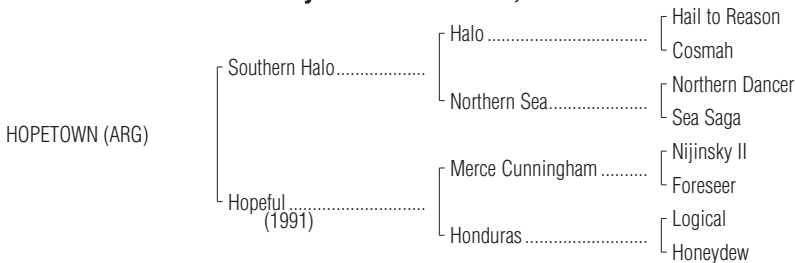 Halo ................................
Hail to Reason
Cosmah
Southern Halo...................
Northern Sea....................
Northern Dancer
Sea Saga
HOPETOWN (ARG)
Merce Cunningham ..........
Nijinsky II
Foreseer
Hopeful ............................
(1991)
Honduras .........................
Logical
Honeydew